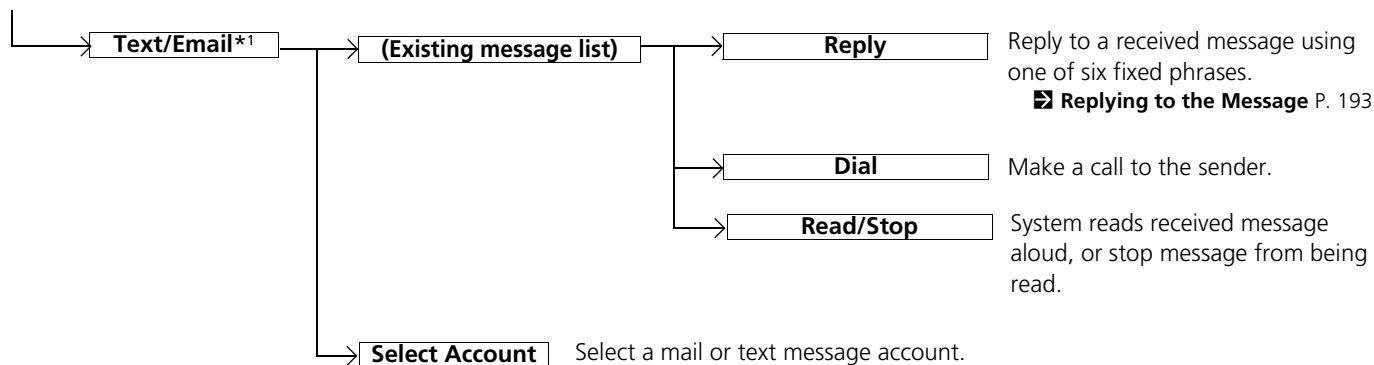 Text/Email*1
(Existing message list)
Reply
Reply to a received message using
one of six fixed phrases.
Replying to the Message P. 193
Dial
Make a call to the sender.
Read/Stop
System reads received message
aloud, or stop message from being
read.
Select Account
Select a mail or text message account.